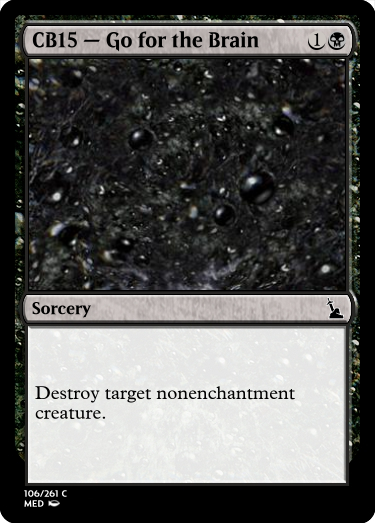 CB15 — Go for the Brain 1
Sorcery
Destroy target nonenchantment
creature.
106/261 C
MED